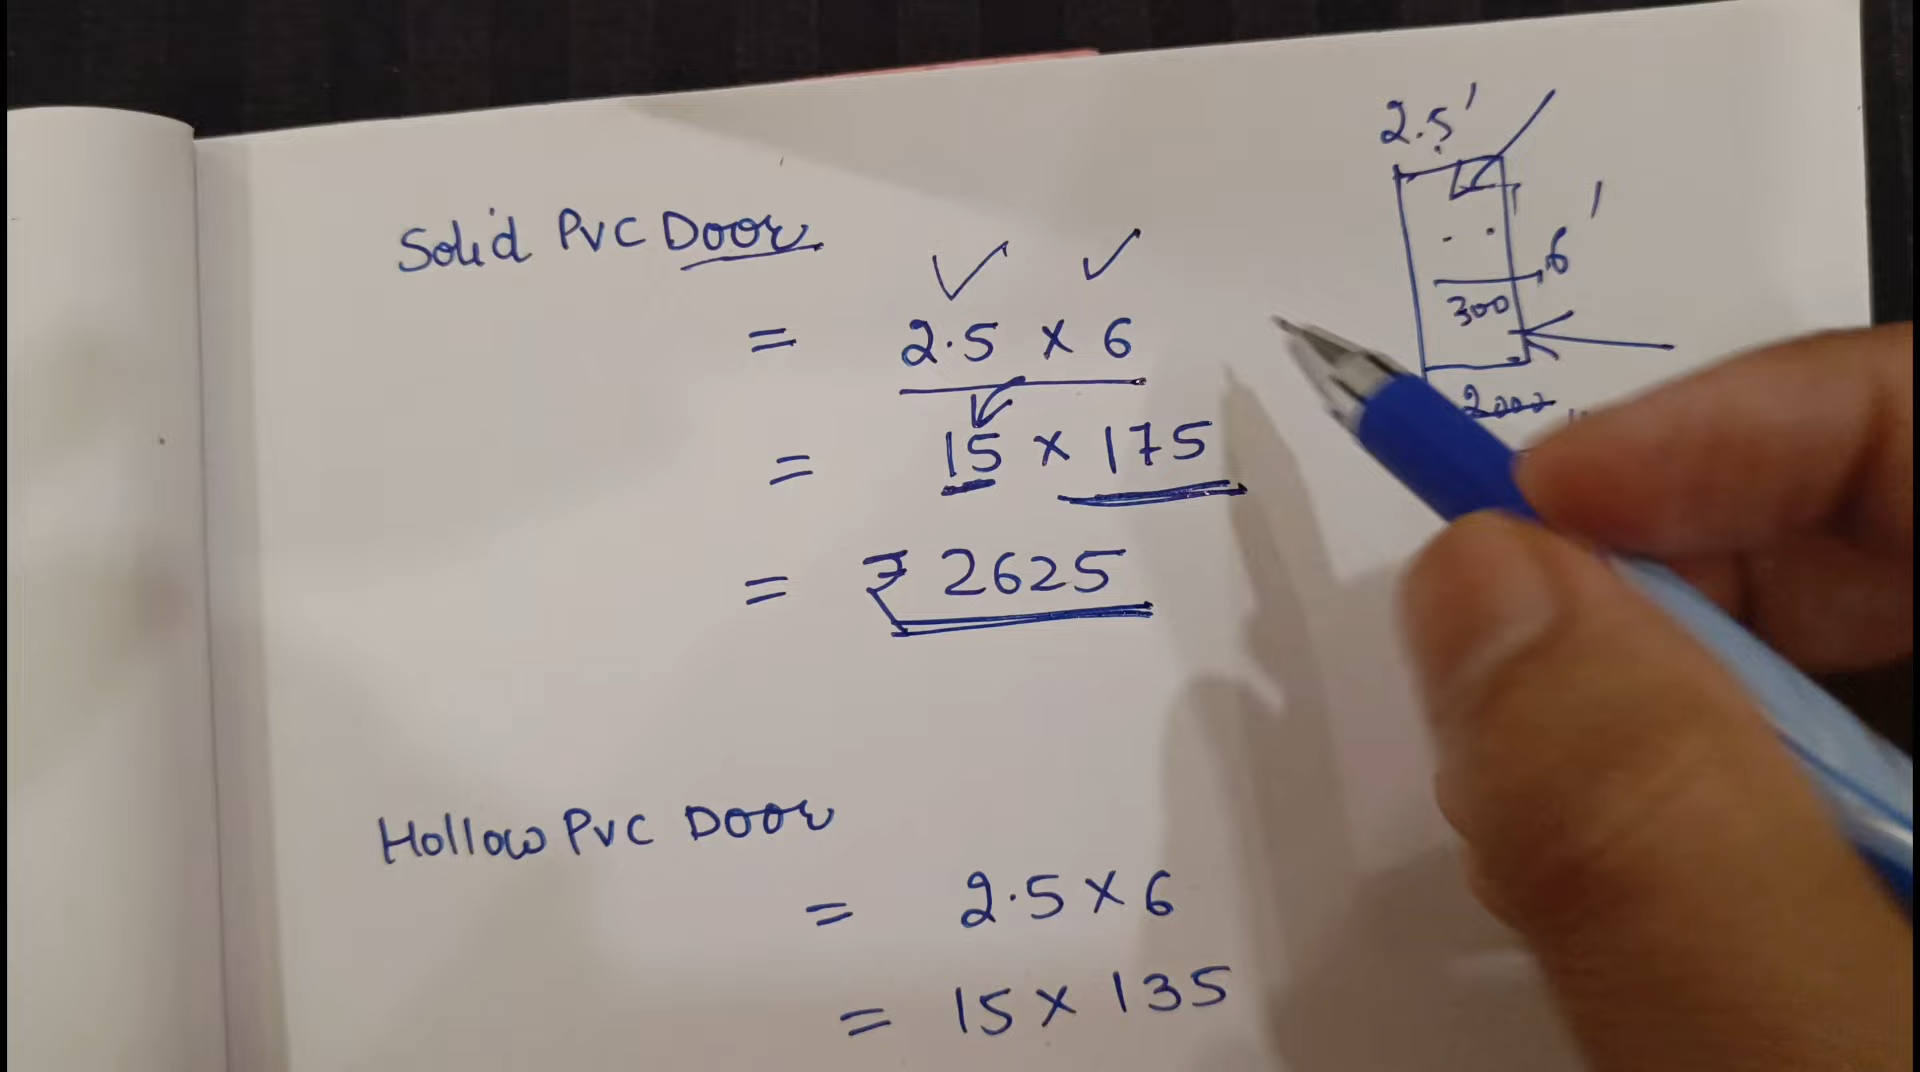 Solid PVC Door
= 2.5 x 6
= 15 x 175
= ₹ 2625
Hollow PVC Door
= 2.5 x 6
= 15 x 135
2.5'
6'
300
2000